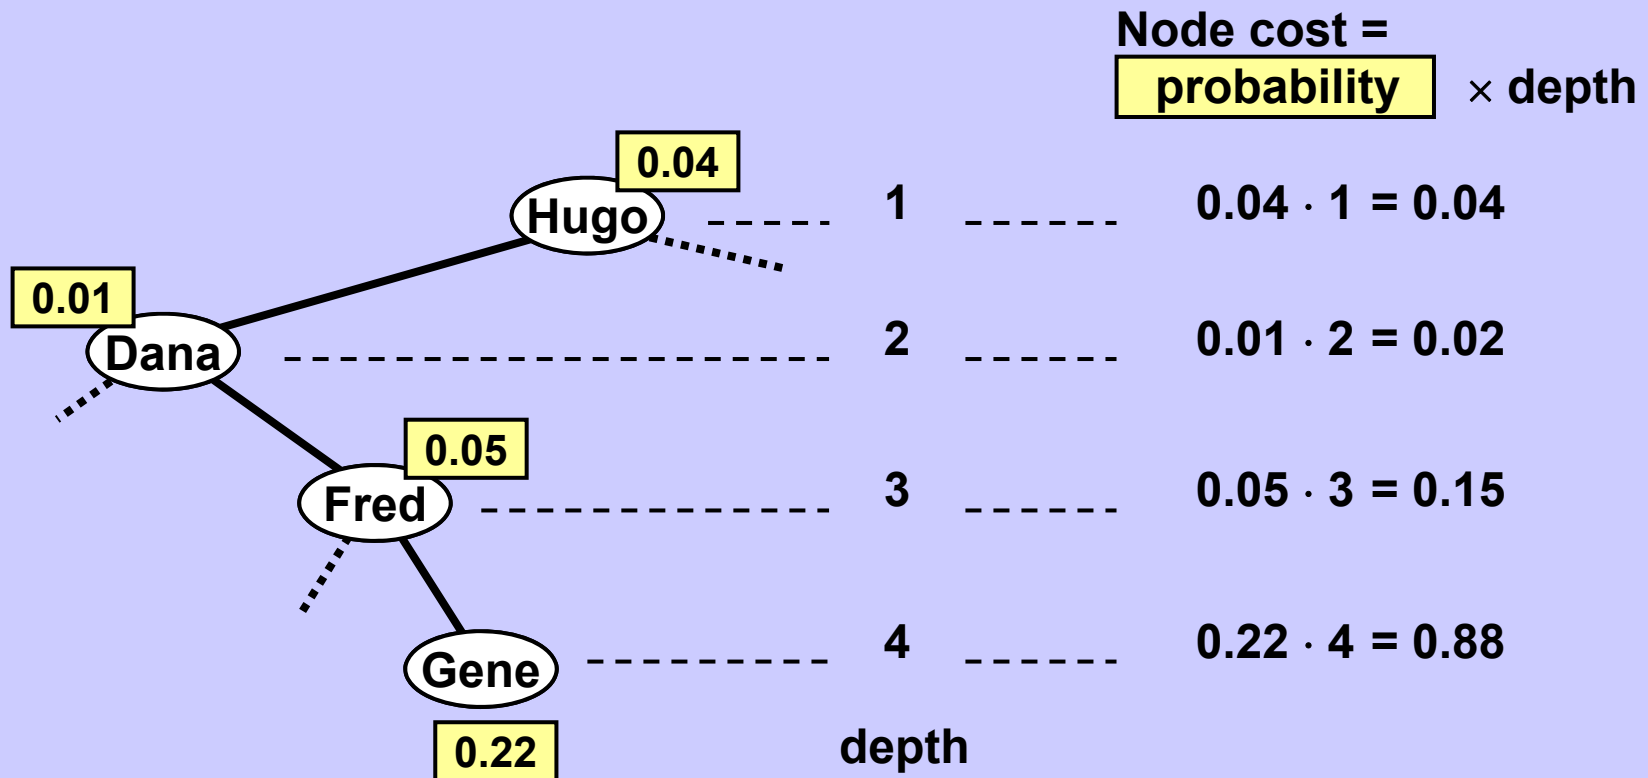 Node cost =
probability × depth
0.04
Hugo 1 0.04 · 1 = 0.04
0.01
Dana 2 0.01 · 2 = 0.02
0.05
Fred 3 0.05 · 3 = 0.15
Gene 4 0.22 · 4 = 0.88
0.22 depth